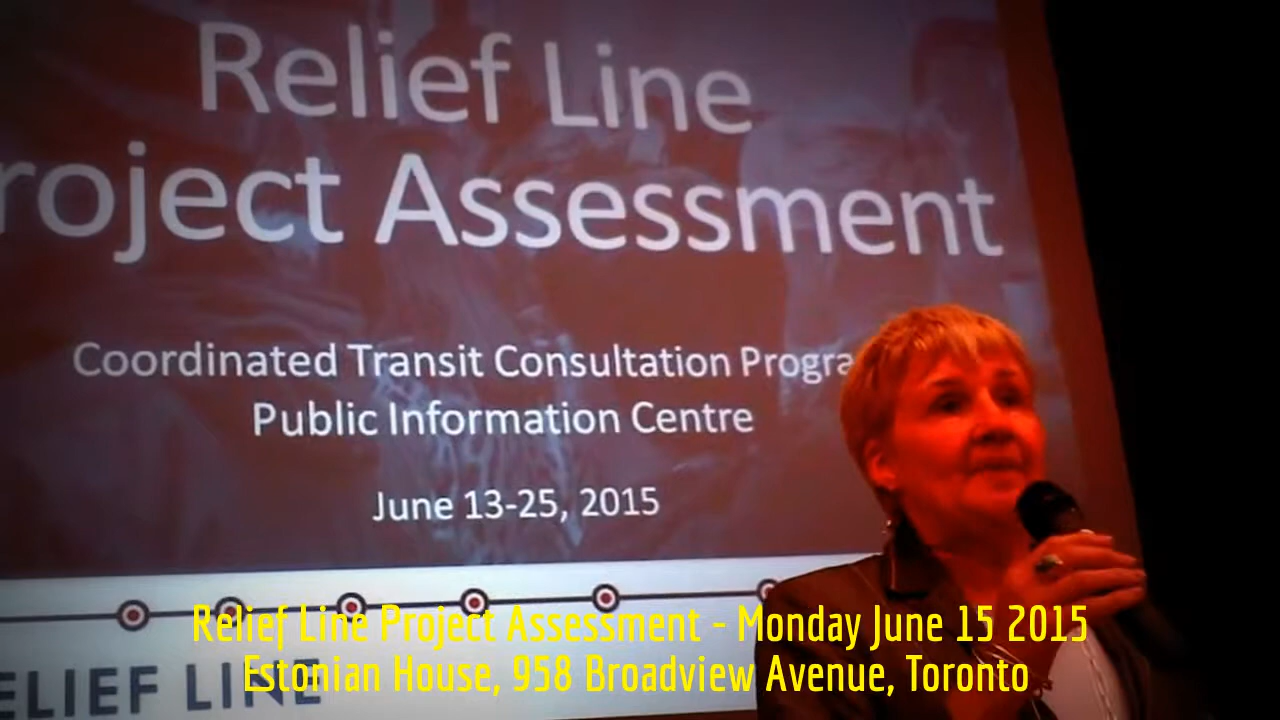 Relief Line
roject Assessment
Coordinated Transit Consultation Progra
Public Information Centre
June 13-25, 2015
ELIEF LINE
Relief Line Project Assessment - Monday June 15 2015
Estonian House, 958 Broadview Avenue, Toronto